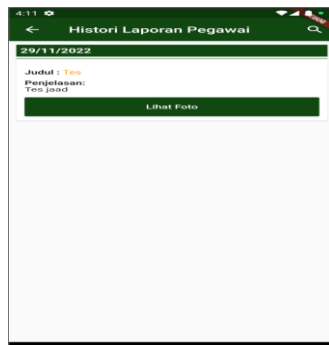 4:11
Histori Laporan Pegawai
29/11/2022
Judul : Tes
Penjelasan:
Tes jaad
Lihat Foto